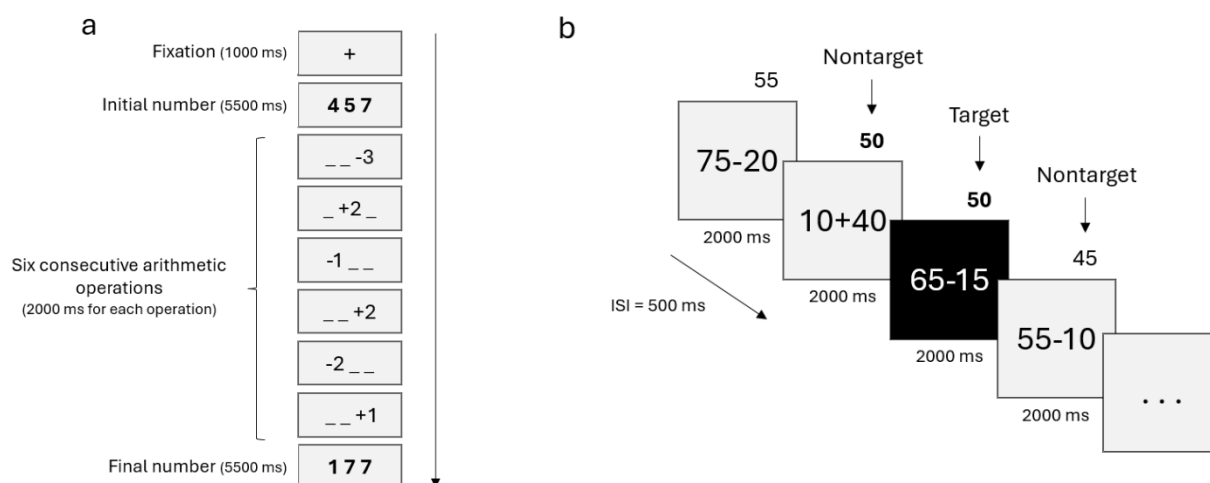 a
Fixation (1000 ms)
+
Initial number (5500 ms)
4 5 7
_ _ -3
_ +2 _
-1 _ _
Six consecutive arithmetic
operations
(2000 ms for each operation)
_ _ +2
-2 _ _
_ _ +1
Final number (5500 ms)
1 7 7
b
55
75-20
2000 ms
Nontarget
50
10+40
2000 ms
Target
50
65-15
2000 ms
Nontarget
45
55-10
2000 ms
. . .
ISI = 500 ms